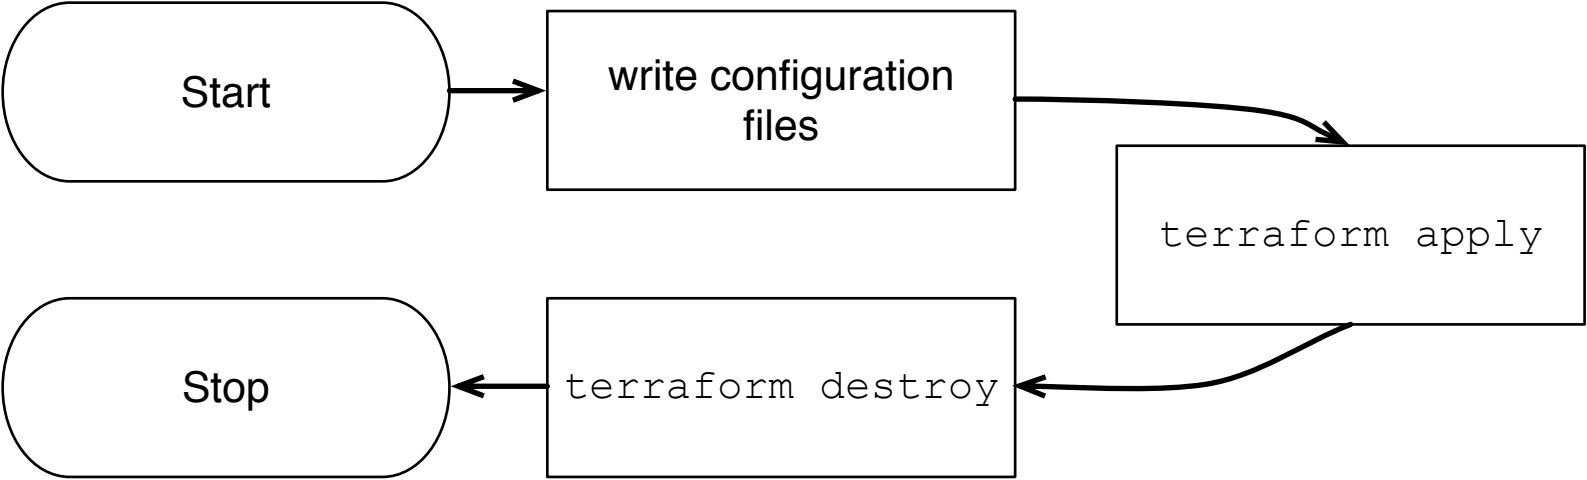 Start
write configuration
files
terraform apply
terraform destroy
Stop